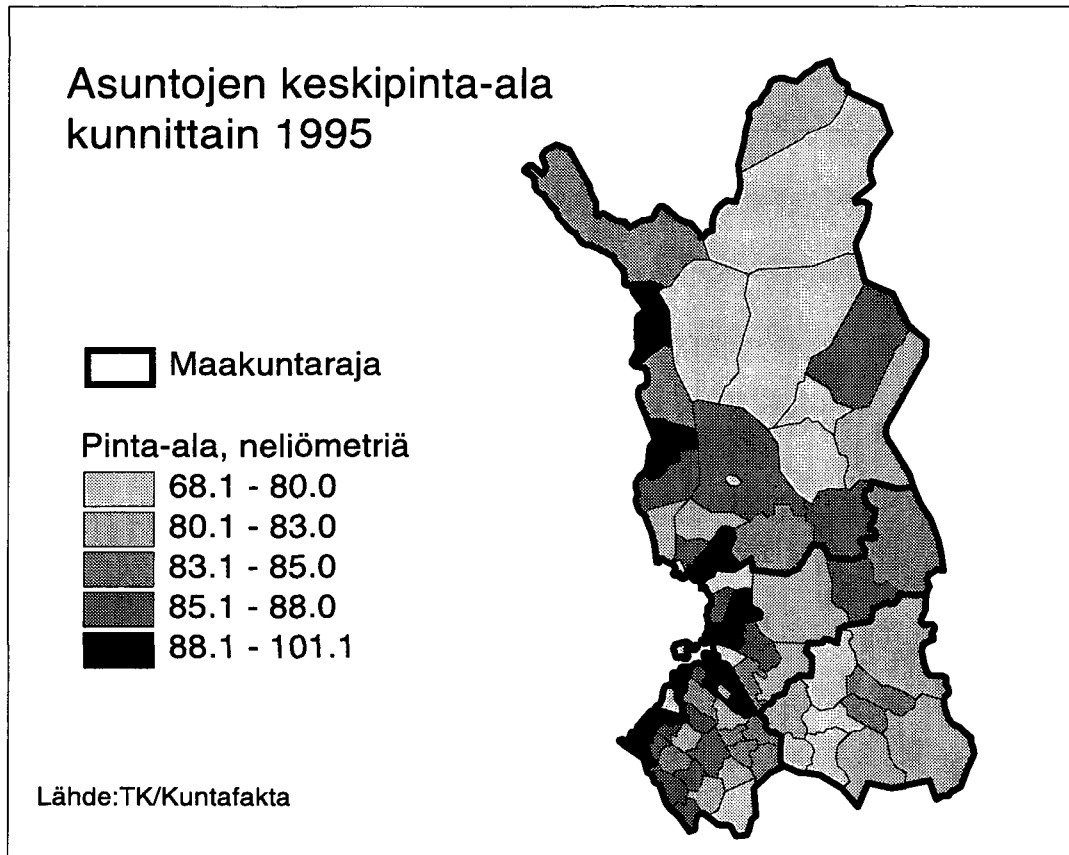 Asuntojen keskipinta-ala
kunnittain 1995
Maakuntaraja
Pinta-ala, neliömetriä
68.1 - 80.0
80.1 - 83.0
83.1 - 85.0
85.1 - 88.0
88.1 - 101.1
Lähde:TK/Kuntafakta